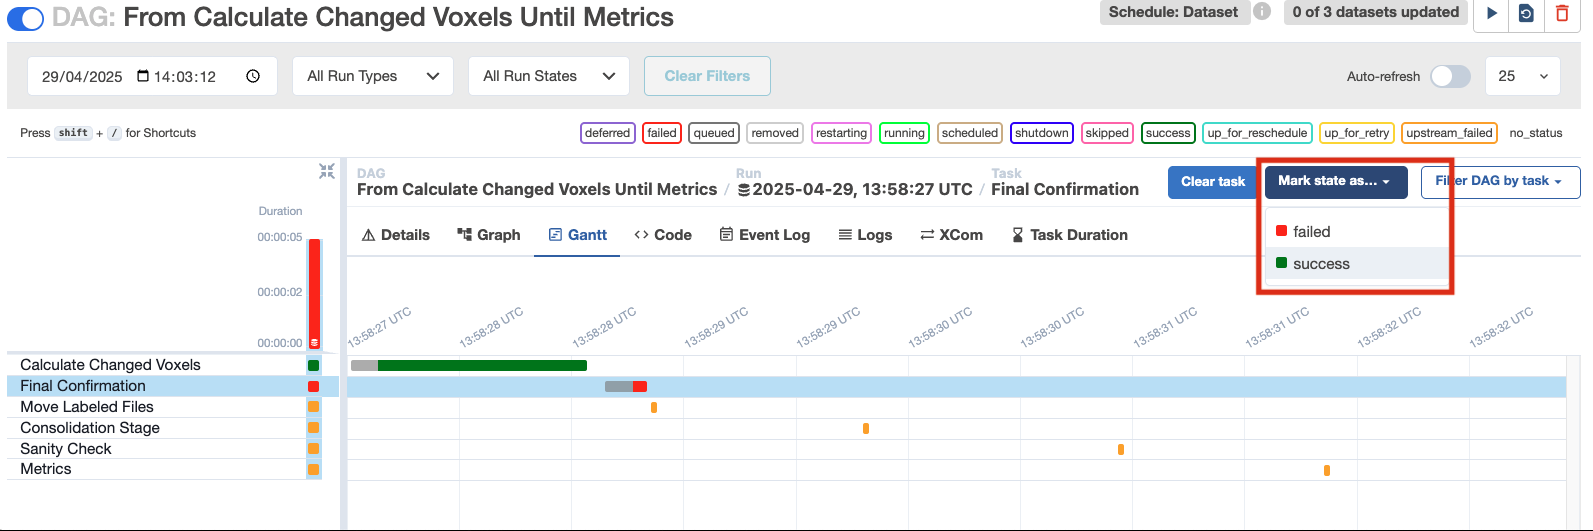 DAG: From Calculate Changed Voxels Until Metrics
Schedule: Dataset
0 of 3 datasets updated
29/04/2025 14:03:12
All Run Types
All Run States
Clear Filters
Auto-refresh
25
Press shift + / for Shortcuts
deferred failed queued removed restarting running scheduled shutdown skipped success up_for_reschedule up_for_retry upstream_failed no_status
DAG
From Calculate Changed Voxels Until Metrics
/
Run
2025-04-29, 13:58:27 UTC
/
Task
Final Confirmation
Clear task
Mark state as...
Filter DAG by task
failed
success
Details
Graph
Gantt
Code
Event Log
Logs
XCom
Task Duration
Duration
00:00:05
00:00:02
00:00:00
13:58:27 UTC
13:58:28 UTC
13:58:28 UTC
13:58:29 UTC
13:58:29 UTC
13:58:30 UTC
13:58:30 UTC
13:58:31 UTC
13:58:31 UTC
13:58:32 UTC
13:58:32 UTC
Calculate Changed Voxels
Final Confirmation
Move Labeled Files
Consolidation Stage
Sanity Check
Metrics